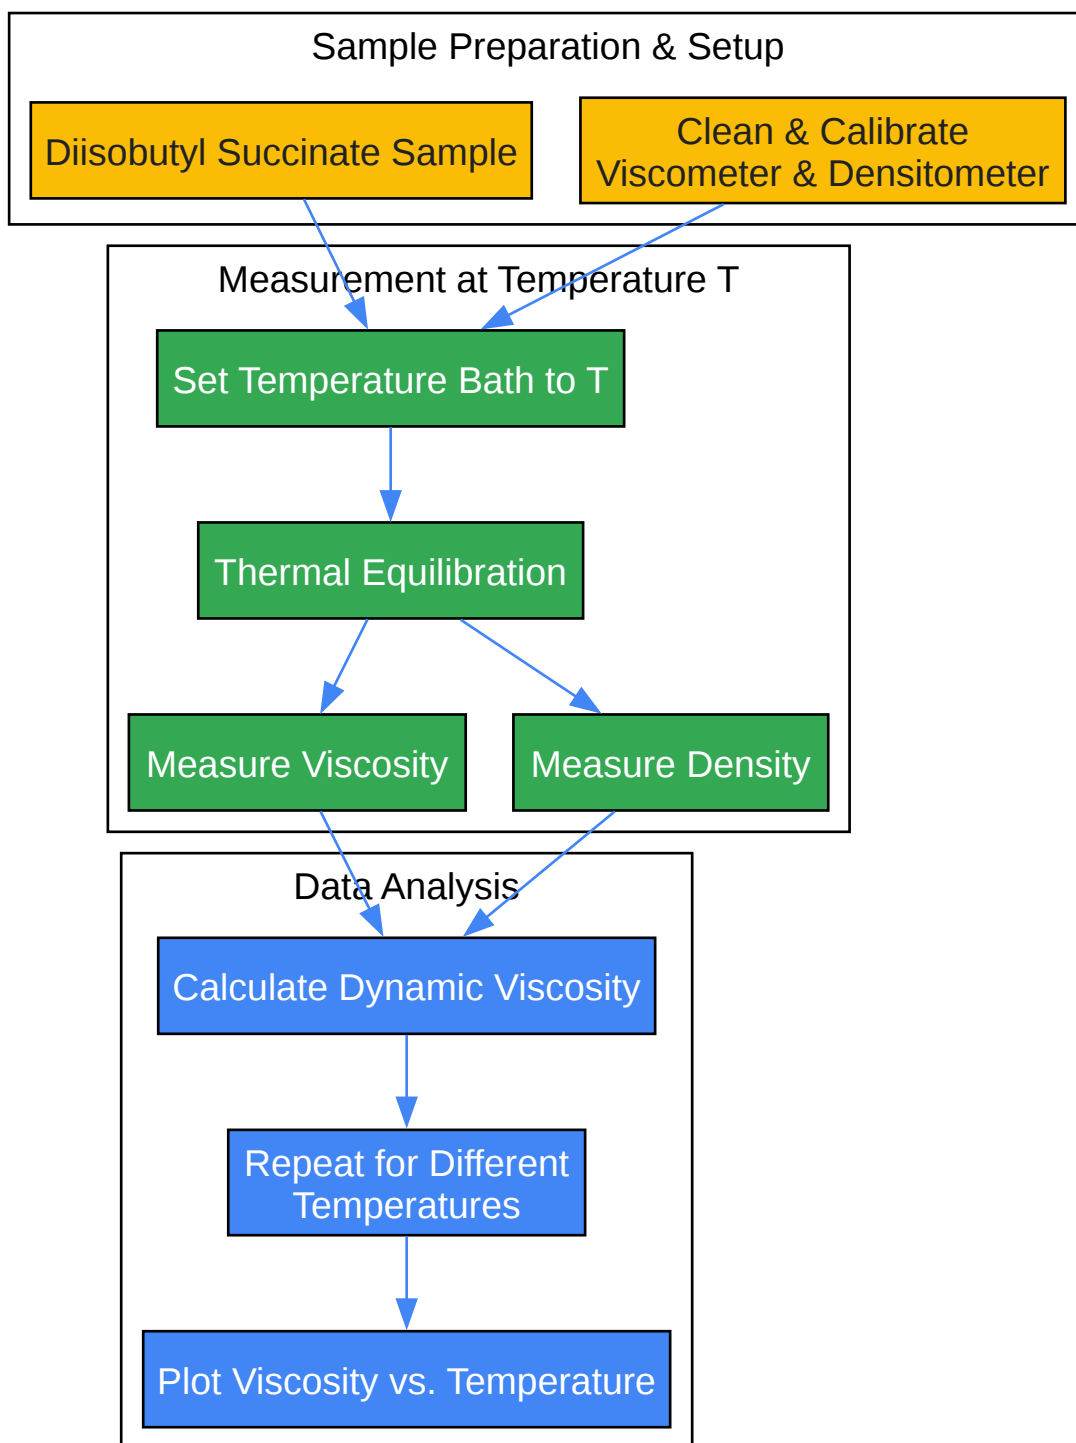 Sample Preparation & Setup
Diisobutyl Succinate Sample
Clean & Calibrate
Viscometer & Densitometer
Measurement at Temperature T
Set Temperature Bath to T
Thermal Equilibration
Measure Viscosity
Measure Density
Data Analysis
Calculate Dynamic Viscosity
Repeat for Different
Temperatures
Plot Viscosity vs. Temperature